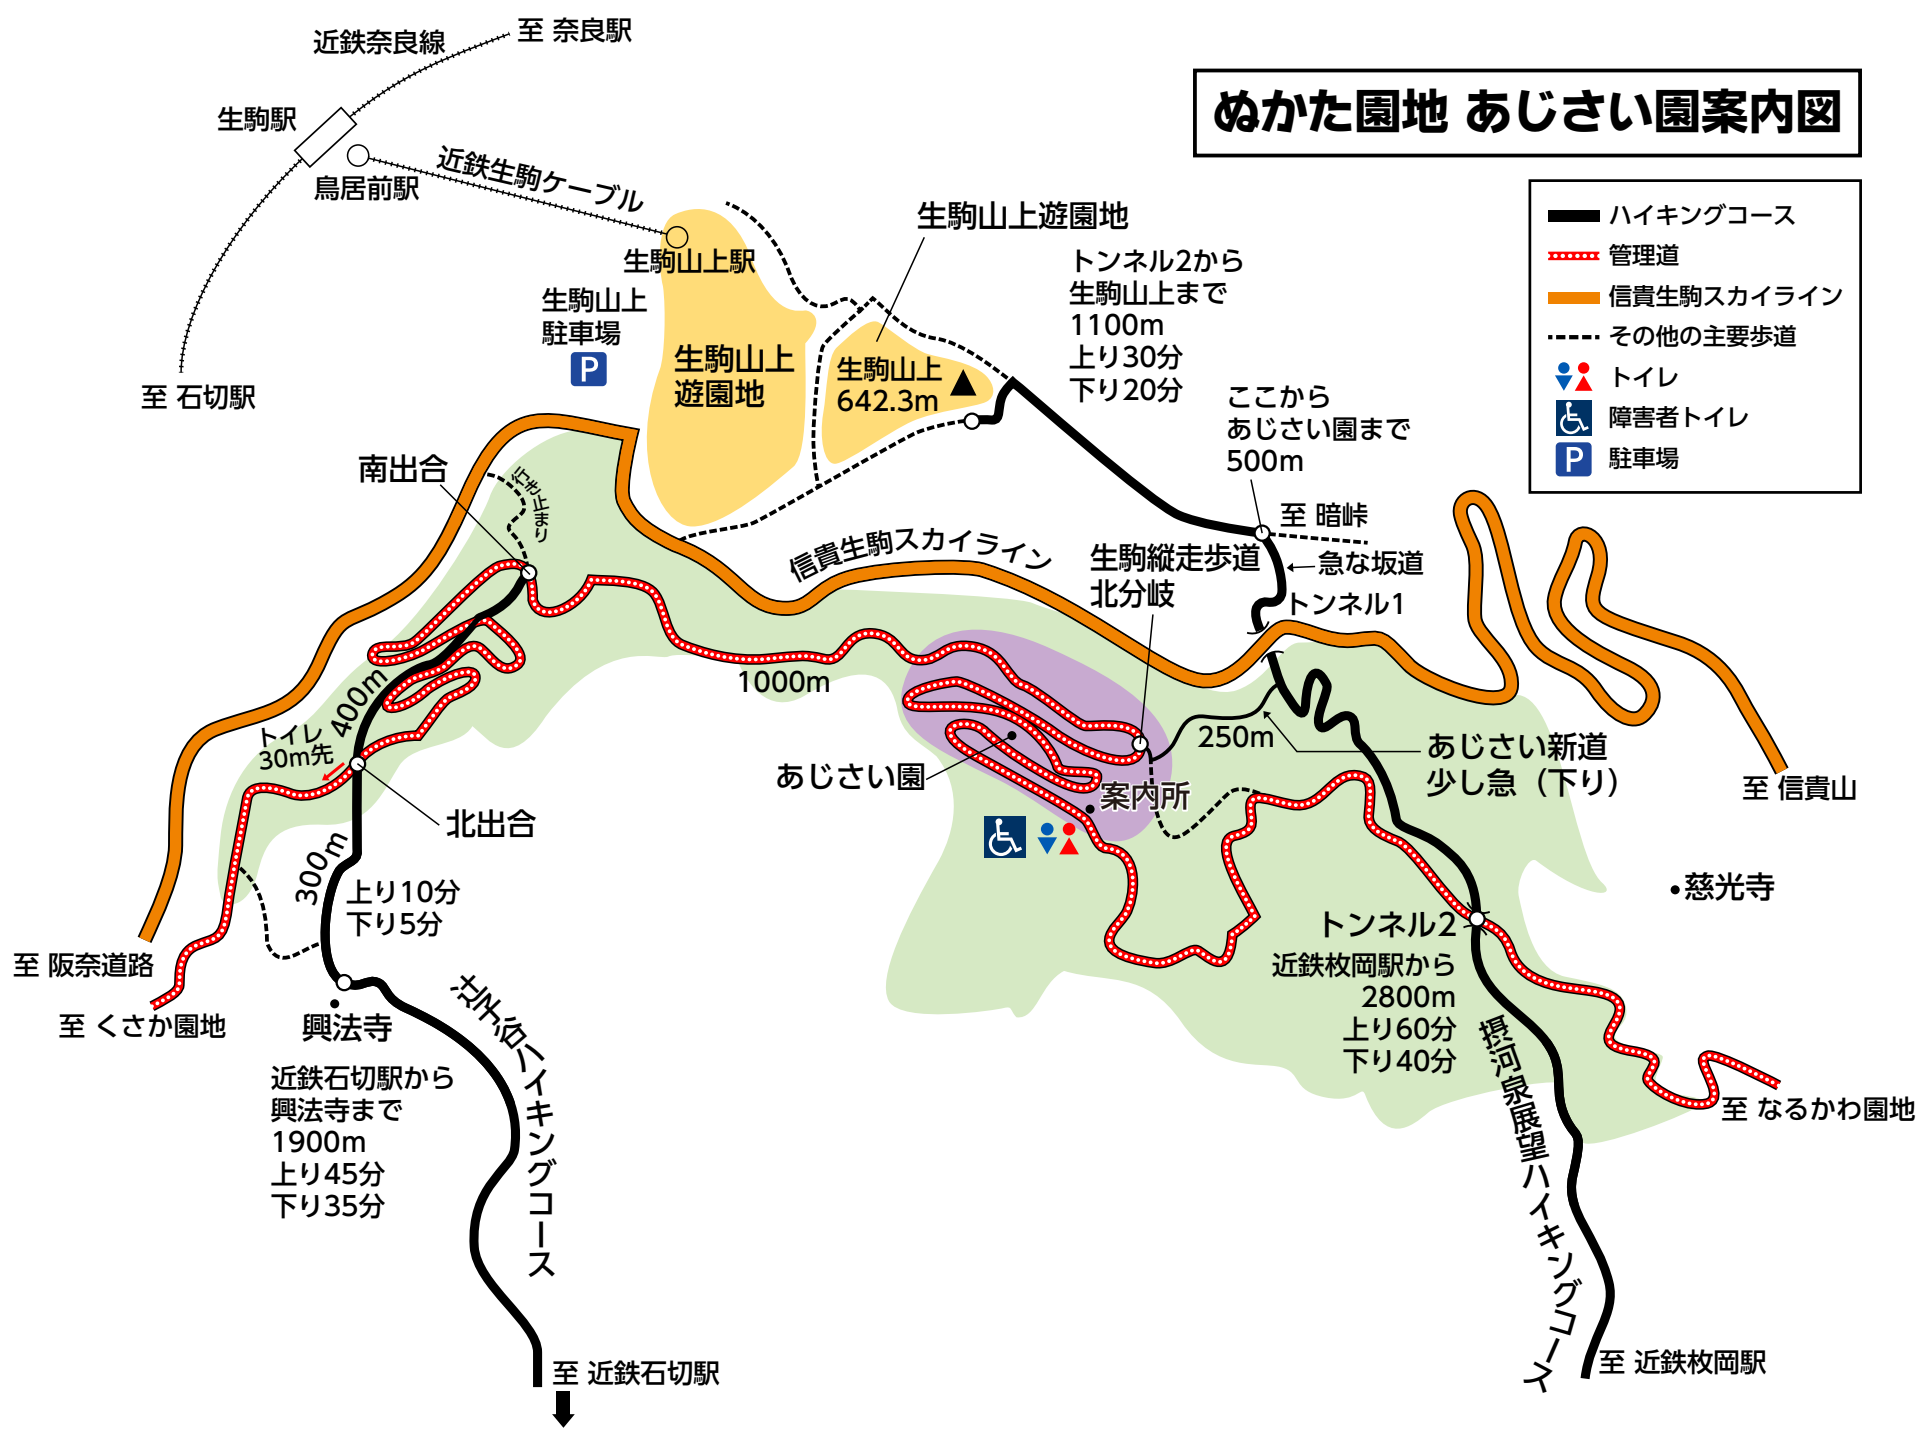 ぬかた園地 あじさい園案内図
ハイキングコース
管理道
信貴生駒スカイライン
その他の主要歩道
トイレ
障害者トイレ
P
駐車場
近鉄奈良線
至 奈良駅
生駒駅
鳥居前駅
近鉄生駒ケーブル
至 石切駅
生駒山上駅
生駒山上
駐車場
P
生駒山上
遊園地
生駒山上遊園地
生駒山上
642.3m
トンネル2から
生駒山上まで
1100m
上り30分
下り20分
ここから
あじさい園まで
500m
至 暗峠
急な坂道
トンネル1
南出合
行き止まり
信貴生駒スカイライン
生駒縦走歩道
北分岐
1000m
400m
トイレ
30m先
北出合
300m
上り10分
下り5分
あじさい園
案内所
250m
あじさい新道
少し急（下り）
至 信貴山
慈光寺
トンネル2
近鉄枚岡駅から
2800m
上り60分
下り40分
至 阪奈道路
至 くさか園地
興法寺
近鉄石切駅から
興法寺まで
1900m
上り45分
下り35分
辻子谷ハイキングコース
至 近鉄石切駅
摂河泉展望ハイキングコース
至 なるかわ園地
至 近鉄枚岡駅